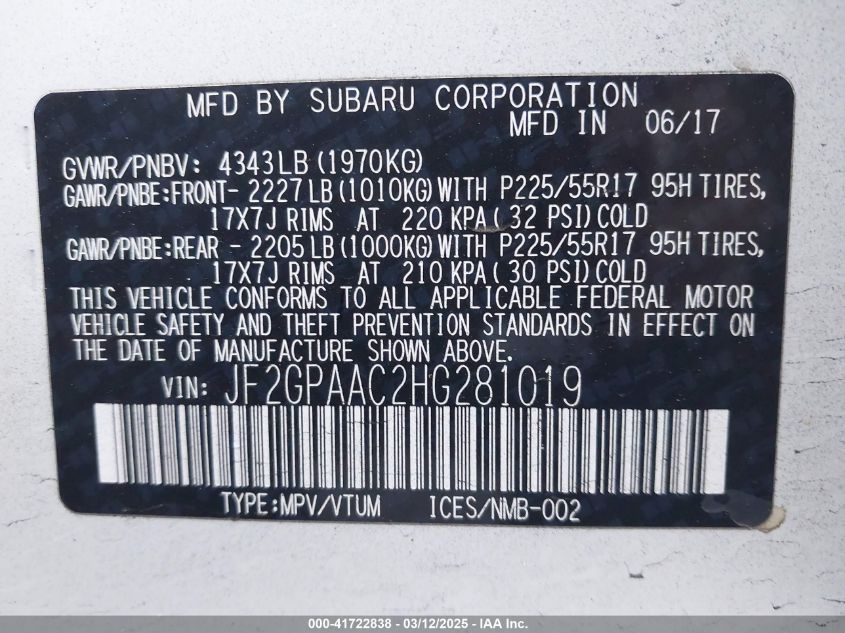 MFD BY SUBARU CORPORATION
MFD IN 06/17
GVWR/PNBV: 4343LB(1970KG)
GAWR/PNBE:FRONT- 2227LB(1010KG)WITH P225/55R17 95H TIRES,
17X7J RIMS AT 220 KPA(32 PSI)COLD
GAWR/PNBE:REAR - 2205LB(1000KG)WITH P225/55R17 95H TIRES,
17X7J RIMS AT 210 KPA(30 PSI)COLD
THIS VEHICLE CONFORMS TO ALL APPLICABLE FEDERAL MOTOR
VEHICLE SAFETY AND THEFT PREVENTION STANDARDS IN EFFECT ON
THE DATE OF MANUFACTURE SHOWN ABOVE.
VIN: JF2GPAAC2HG281019
TYPE:MPV/VTUM ICES/NMB-002
000-41722838 - 03/12/2025 - IAA Inc.